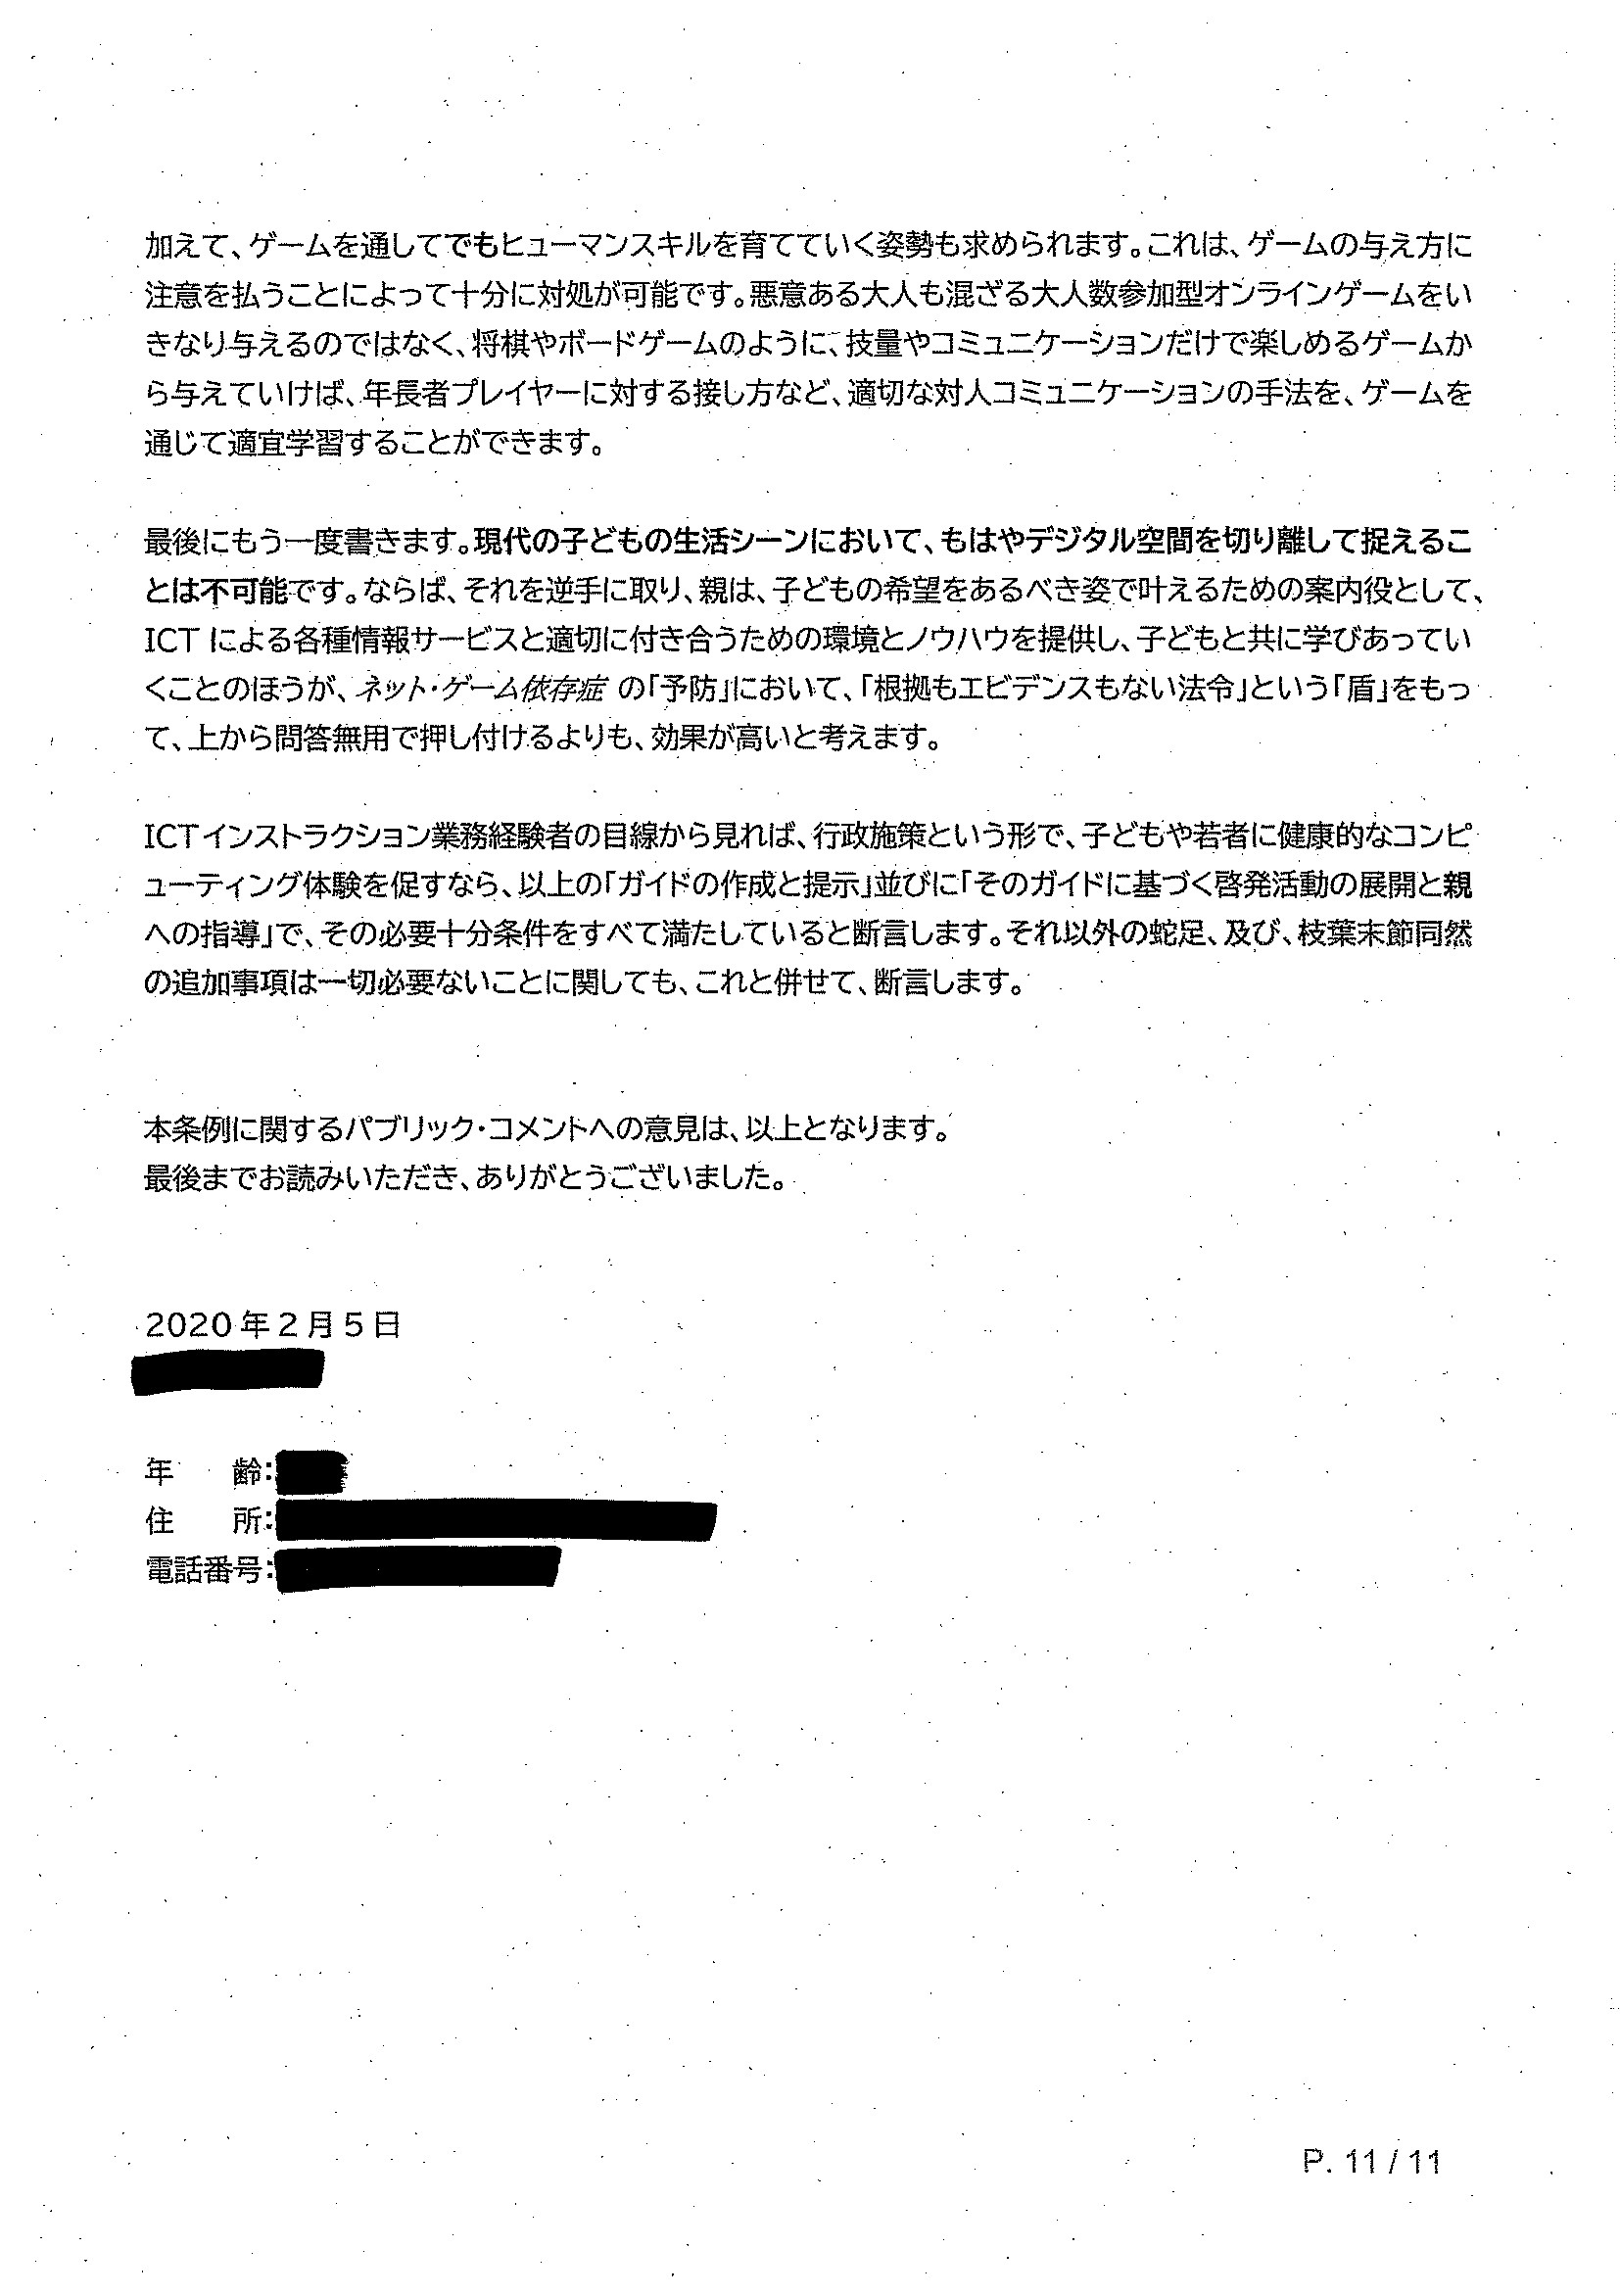 加えて、ゲームを通してでもヒューマンスキルを育てていく姿勢も求められます。これは、ゲームの与え方に
注意を払うことによって十分に対処が可能です。悪意ある大人も混ざる大人数参加型オンラインゲームをい
きなり与えるのではなく、将棋やボードゲームのように、技量やコミュニケーションだけで楽しめるゲームか
ら与えていけば、年長者プレイヤーに対する接し方など、適切な対人コミュニケーションの手法を、ゲームを
通じて適宜学習することができます。
最後にもう一度書きます。現代の子どもの生活シーンにおいて、もはやデジタル空間を切り離して捉えるこ
とは不可能です。ならば、それを逆手に取り、親は、子どもの希望をあるべき姿で叶えるための案内役として、
ICT による各種情報サービスと適切に付き合うための環境とノウハウを提供し、子どもと共に学びあってい
くことのほうが、ネット・ゲーム依存症 の「予防」において、「根拠もエビデンスもない法令」という「盾」をもっ
て、上から問答無用で押し付けるよりも、効果が高いと考えます。
ICTインストラクション業務経験者の目線から見れば、行政施策という形で、子どもや若者に健康的なコンピ
ューティング体験を促すなら、以上の「ガイドの作成と提示」並びに「そのガイドに基づく啓発活動の展開と親
への指導」で、その必要十分条件をすべて満たしていると断言します。それ以外の蛇足、及び、枝葉末節同然
の追加事項は一切必要ないことに関しても、これと併せて、断言します。
本条例に関するパブリック・コメントへの意見は、以上となります。
最後までお読みいただき、ありがとうございました。
2020年2月5日
年　齢:
住　所:
電話番号:
P. 11 / 11